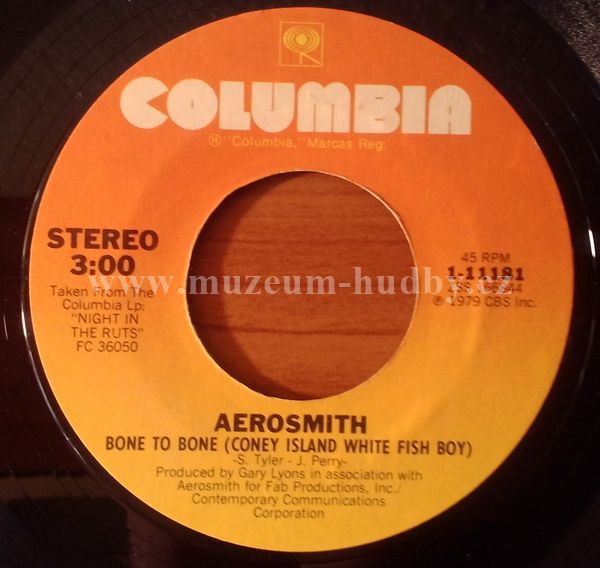 COLUMBIA
® "Columbia," Marcas Reg.
STEREO
3:00
Taken From The
Columbia Lp:
"NIGHT IN
THE RUTS"
FC 36050
45 RPM
1-11181
℗ 1979 CBS Inc.
www.muzeum-hudby.cz
AEROSMITH
BONE TO BONE (CONEY ISLAND WHITE FISH BOY)
-S. Tyler - J. Perry-
Produced by Gary Lyons in association with
Aerosmith for Fab Productions, Inc./
Contemporary Communications
Corporation